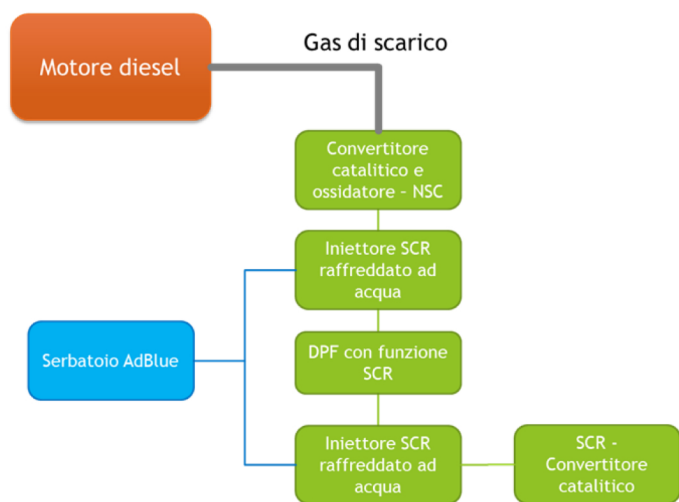 Gas di scarico
Motore diesel
Convertitore
catalitico e
ossidatore – NSC
Iniettore SCR
raffreddato ad
acqua
Serbatoio AdBlue
DPF con funzione
SCR
Iniettore SCR
raffreddato ad
acqua
SCR -
Convertitore
catalitico